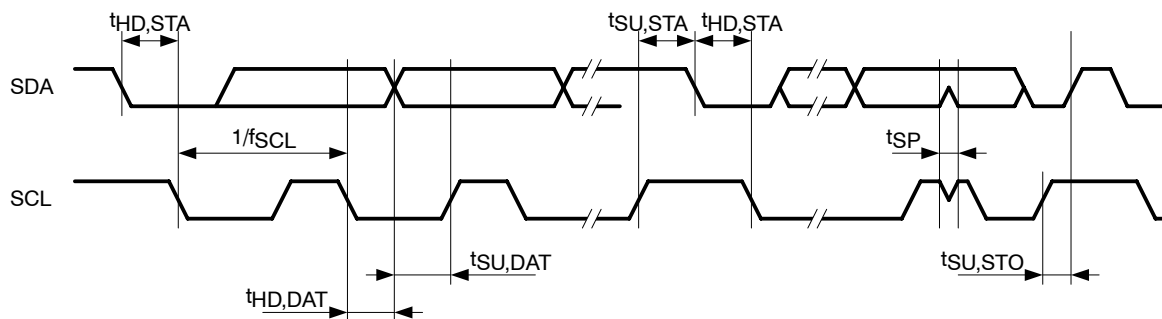 tHD,STA
tSU,STA
tHD,STA
SDA
1/fSCL
tSP
SCL
tSU,DAT
tSU,STO
tHD,DAT